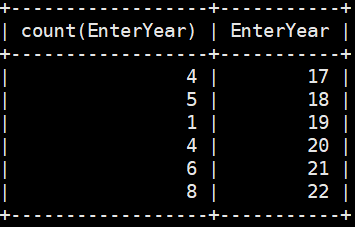 +-------------------+-----------+
| count(EnterYear) | EnterYear |
+-------------------+-----------+
| 4 | 17 |
| 5 | 18 |
| 1 | 19 |
| 4 | 20 |
| 6 | 21 |
| 8 | 22 |
+-------------------+-----------+